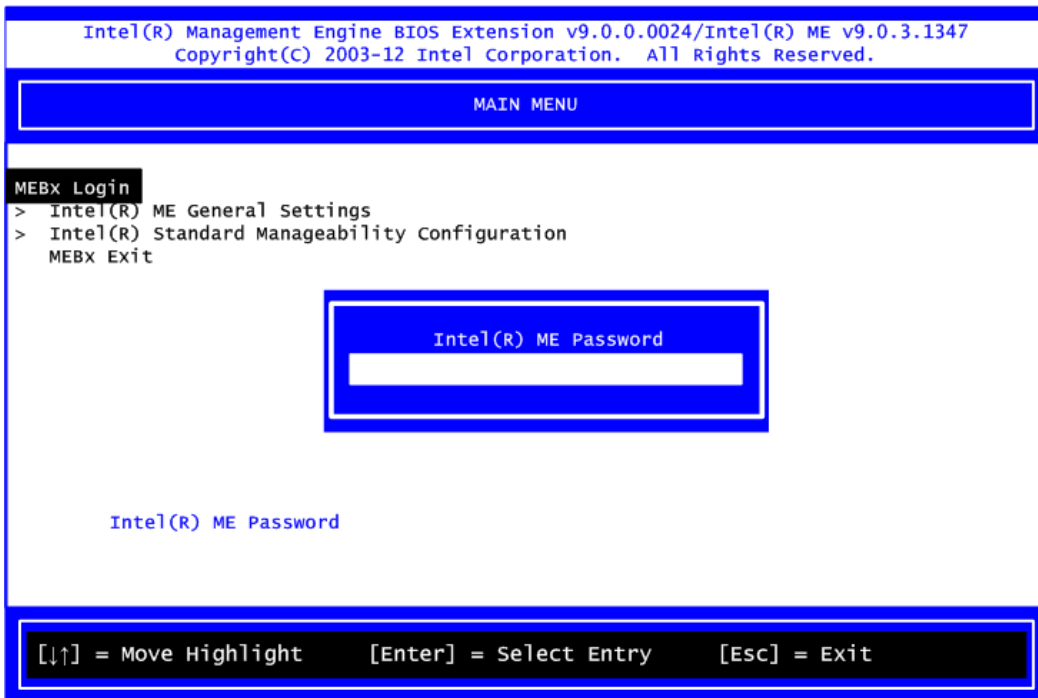 Intel(R) Management Engine BIOS Extension v9.0.0.0024/Intel(R) ME v9.0.3.1347
Copyright(C) 2003-12 Intel Corporation. All Rights Reserved.
MAIN MENU
MEBx Login
> Intel(R) ME General Settings
> Intel(R) Standard Manageability Configuration
MEBx Exit
Intel(R) ME Password
Intel(R) ME Password
[↓↑] = Move Highlight [Enter] = Select Entry [Esc] = Exit